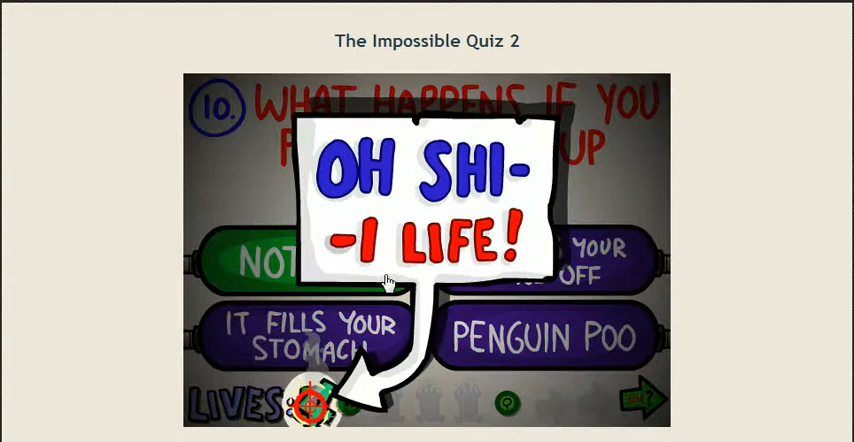 The Impossible Quiz 2
10. WHAT HAPPENS IF YOU
UP
OH SHI-
-1 LIFE!
NOT
YOUR
OFF
IT FILLS YOUR
STOMACH
PENGUIN POO
LIVES